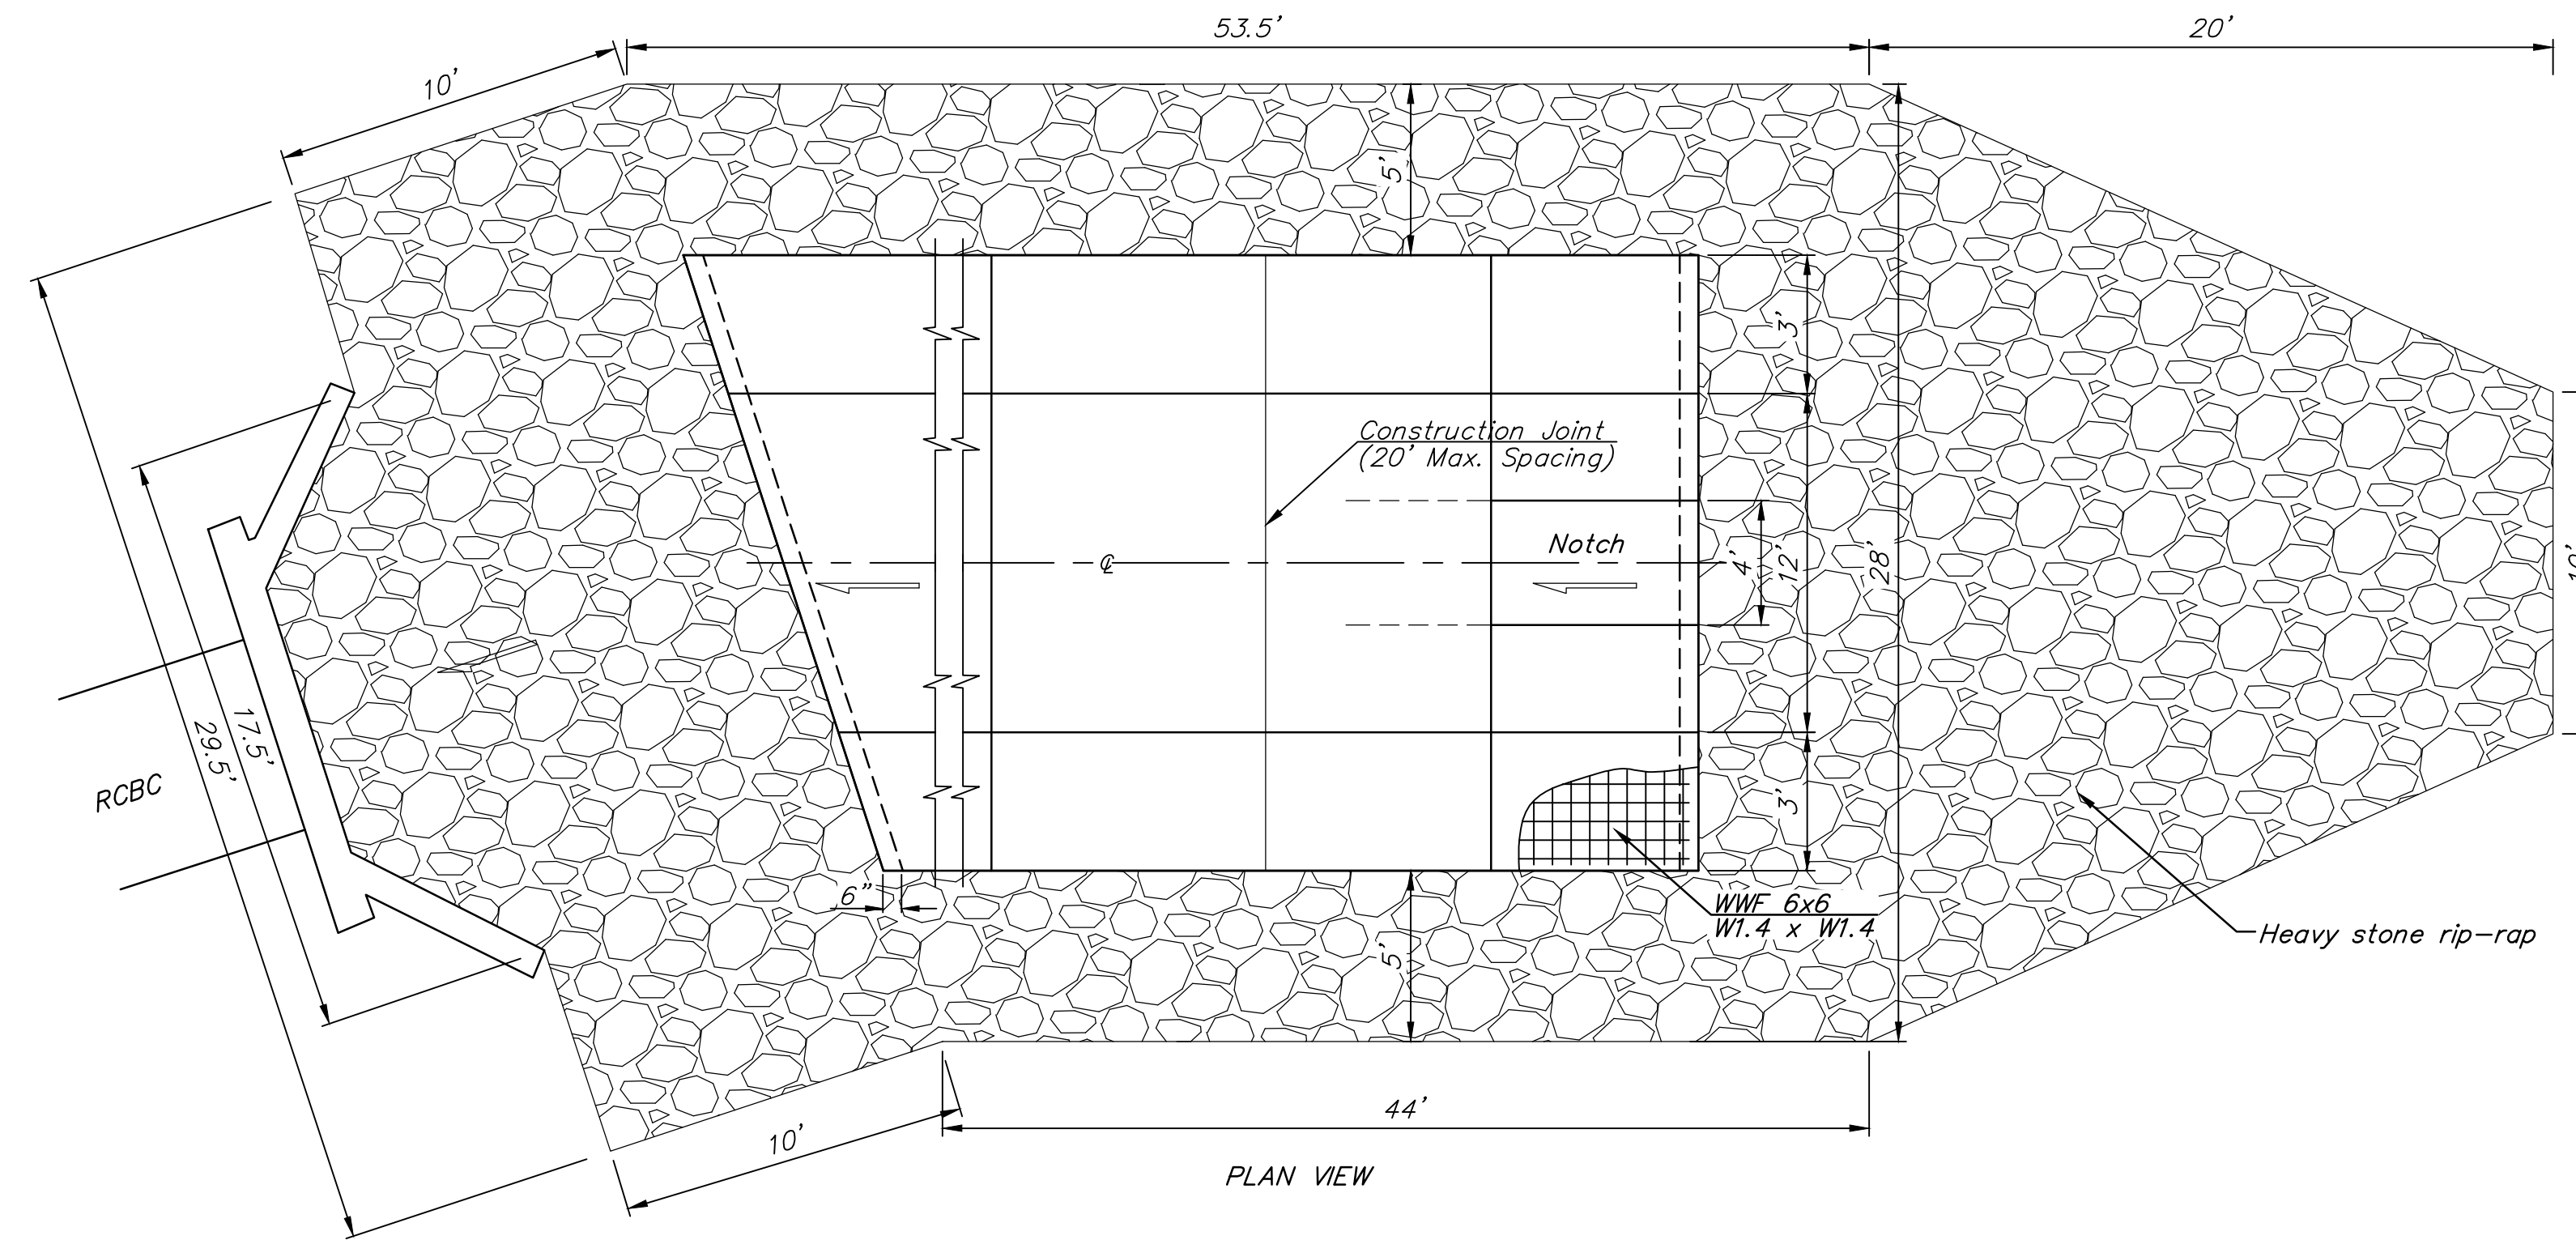 53.5'
20'
10'
5'
3'
Construction Joint
(20' Max. Spacing)
Notch
℄
4'
12'
28'
10'
17.5'
29.5'
RCBC
3'
6"
WWF 6x6
W1.4 x W1.4
Heavy stone rip-rap
5'
44'
10'
PLAN VIEW